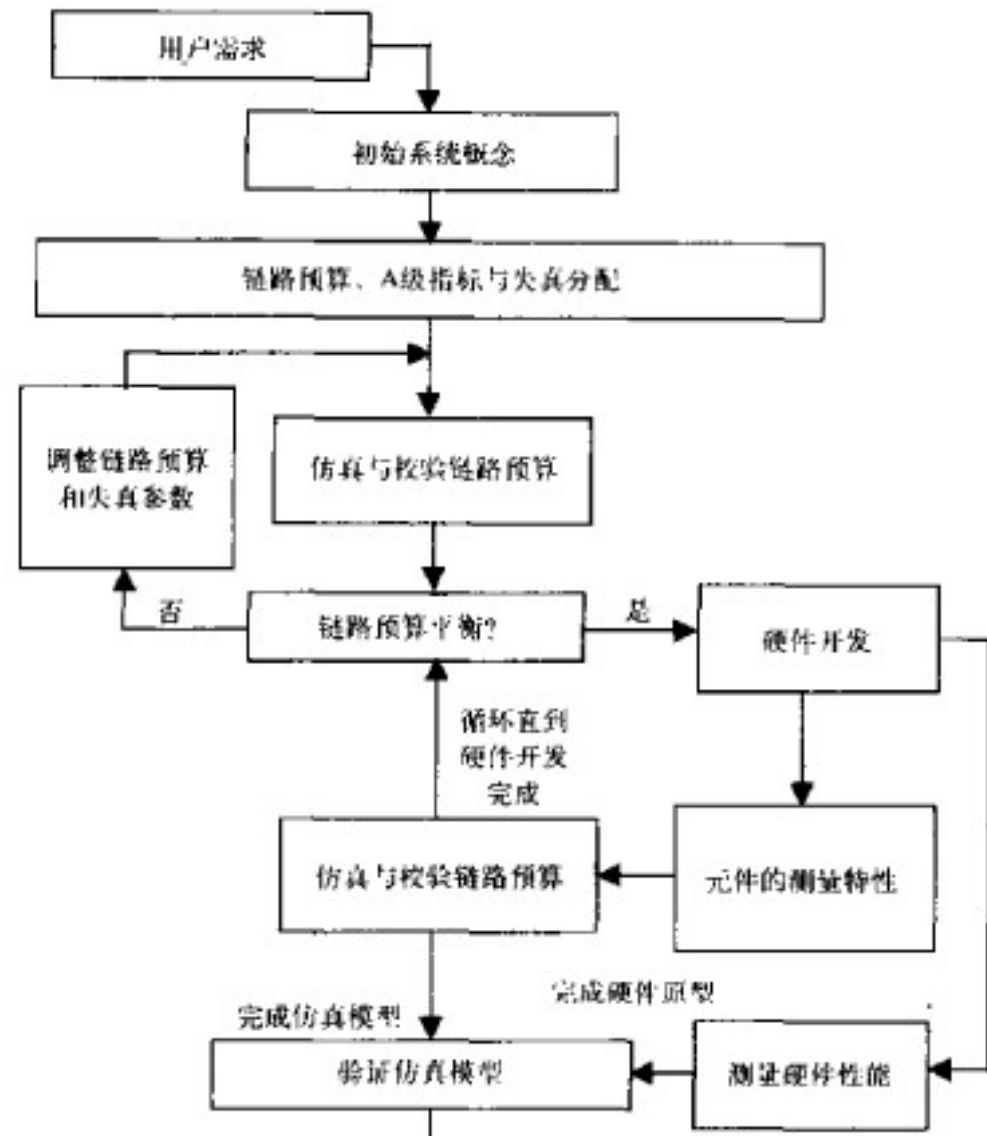 用户需求
初始系统概念
链路预算、A级指标与失真分配
调整链路预算
和失真参数
仿真与校验链路预算
否
链路预算平衡?
是
硬件开发
循环直到
硬件开发
完成
仿真与校验链路预算
元件的测量特性
完成硬件原型
完成仿真模型
验证仿真模型
测量硬件性能